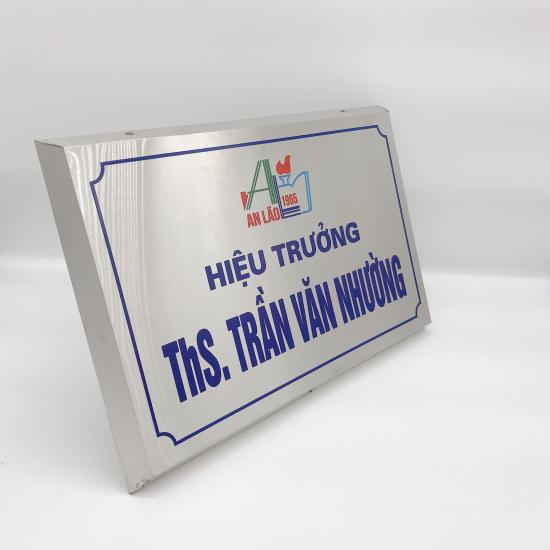 AN LÃO 1966
HIỆU TRƯỞNG
ThS. TRẦN VĂN NHƯỜNG